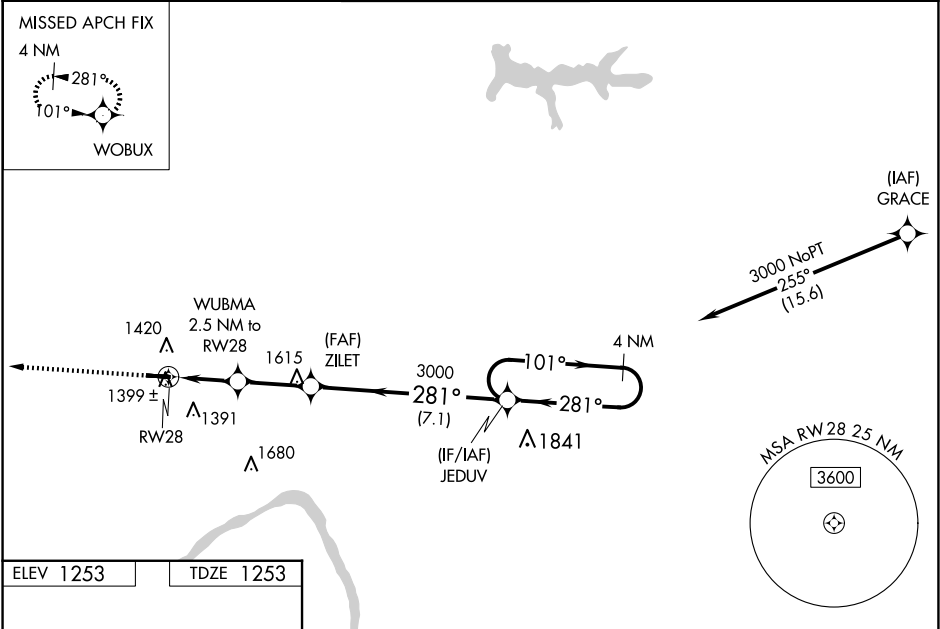 MISSED APCH FIX
4 NM
281°
101°
WOBUX
(IAF)
GRACE
3000 NoPT
255°
(15.6)
WUBMA
2.5 NM to
RW28
1420
1615
(FAF)
ZILET
3000
281°
(7.1)
101°
4 NM
281°
1399 ±
1391
RW28
1680
(IF/IAF)
JEDUV
1841
MSA RW28 25 NM
3600
ELEV 1253
TDZE 1253